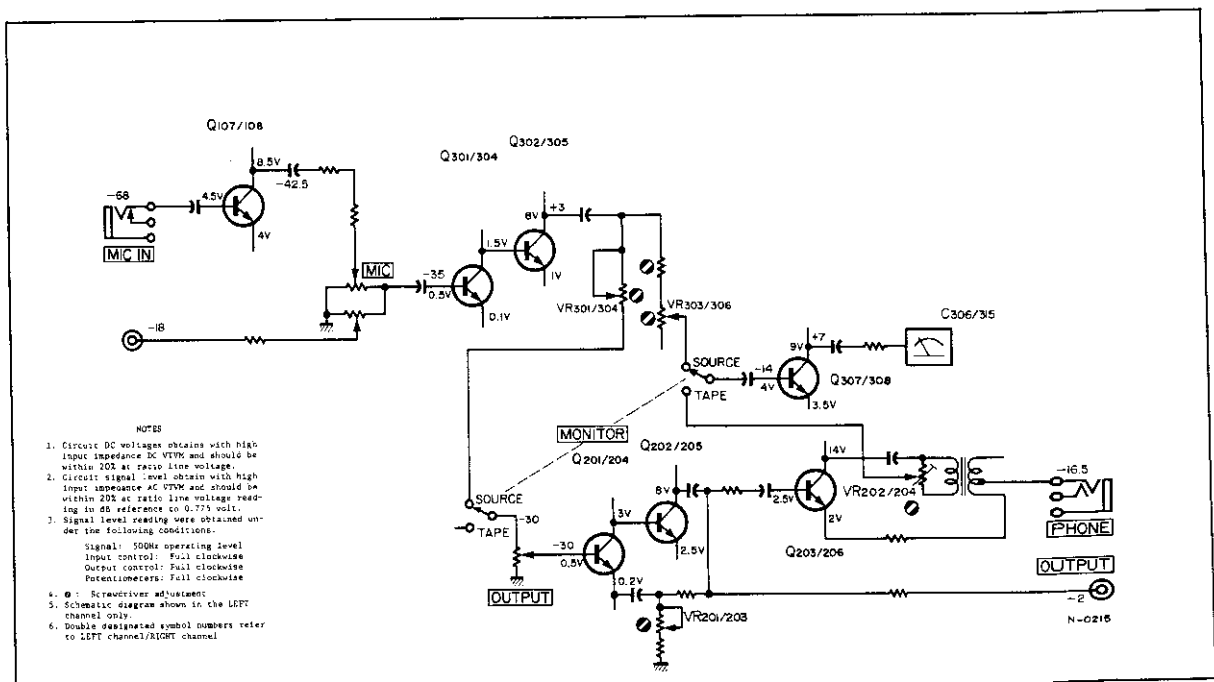 Q107/108
Q301/304
Q302/305
8.5V
-42.5
-68
4.5V
4V
MIC IN
MIC
-18
-35
0.5V
1.5V
0.1V
8V
+3
1V
VR301/304
VR303/306
C306/315
SOURCE
TAPE
-14
4V
9V
+7
Q307/308
3.5V
MONITOR
Q201/204
Q202/205
SOURCE
TAPE
-30
OUTPUT
-30
0.5V
3V
8V
2.5V
0.2V
VR201/203
2.5V
14V
2V
Q203/206
VR202/204
-16.5
PHONE
OUTPUT
-2
N-0215
NOTES
1. Circuit DC voltages obtains with high
input impedance DC VTVM and should be
within 20% at ratio line voltage.
2. Circuit signal level obtain with high
input impedance AC VTVM and should be
within 20% at ratio line voltage read-
ing in dB reference to 0.775 volt.
3. Signal level reading were obtained un-
der the following conditions.
Signal: 500Hz operating level
Input control: Full clockwise
Output control: Full clockwise
Potentiometers: Full clockwise
4. : Screwdriver adjustment
5. Schematic diagram shown in the LEFT
channel only.
6. Double designated symbol numbers refer
to LEFT channel/RIGHT channel